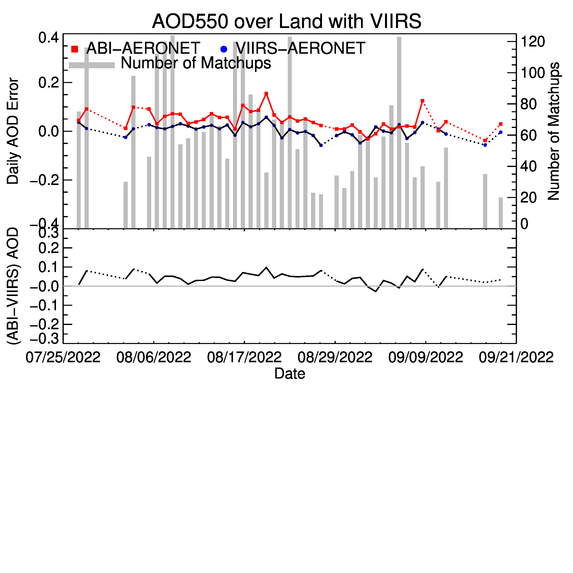 AOD550 over Land with VIIRS
ABI-AERONET VIIRS-AERONET
Number of Matchups
Daily AOD Error
0.4
0.2
0.0
-0.2
-0.4
Number of Matchups
120
100
80
60
40
20
0
(ABI-VIIRS) AOD
0.3
0.2
0.1
-0.0
-0.1
-0.2
-0.3
07/25/2022 08/06/2022 08/17/2022 08/29/2022 09/09/2022 09/21/2022
Date